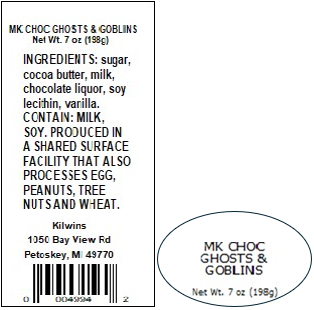 MK CHOC GHOSTS & GOBLINS
Net Wt. 7 oz (198g)
INGREDIENTS: sugar,
cocoa butter, milk,
chocolate liquor, soy
lecithin, varilla.
CONTAIN: MILK,
SOY. PRODUCED IN
A SHARED SURFACE
FACILITY THAT ALSO
PROCESSES EGG,
PEANUTS, TREE
NUTS AND WHEAT.
Kilwins
1050 Bay View Rd
Petoskey, MI 49770
0 004994 2
MK CHOC
GHOSTS &
GOBLINS
Net Wt. 7 oz (198g)